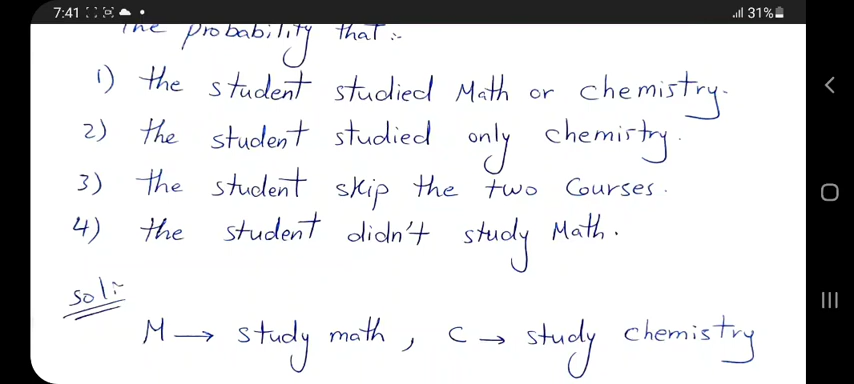 7:41 31%
The probability that :-
1) the student studied Math or chemistry.
2) the student studied only chemistry.
3) the student skip the two Courses.
4) the student didn't study Math.
sol:-
M → study math, C → study chemistry